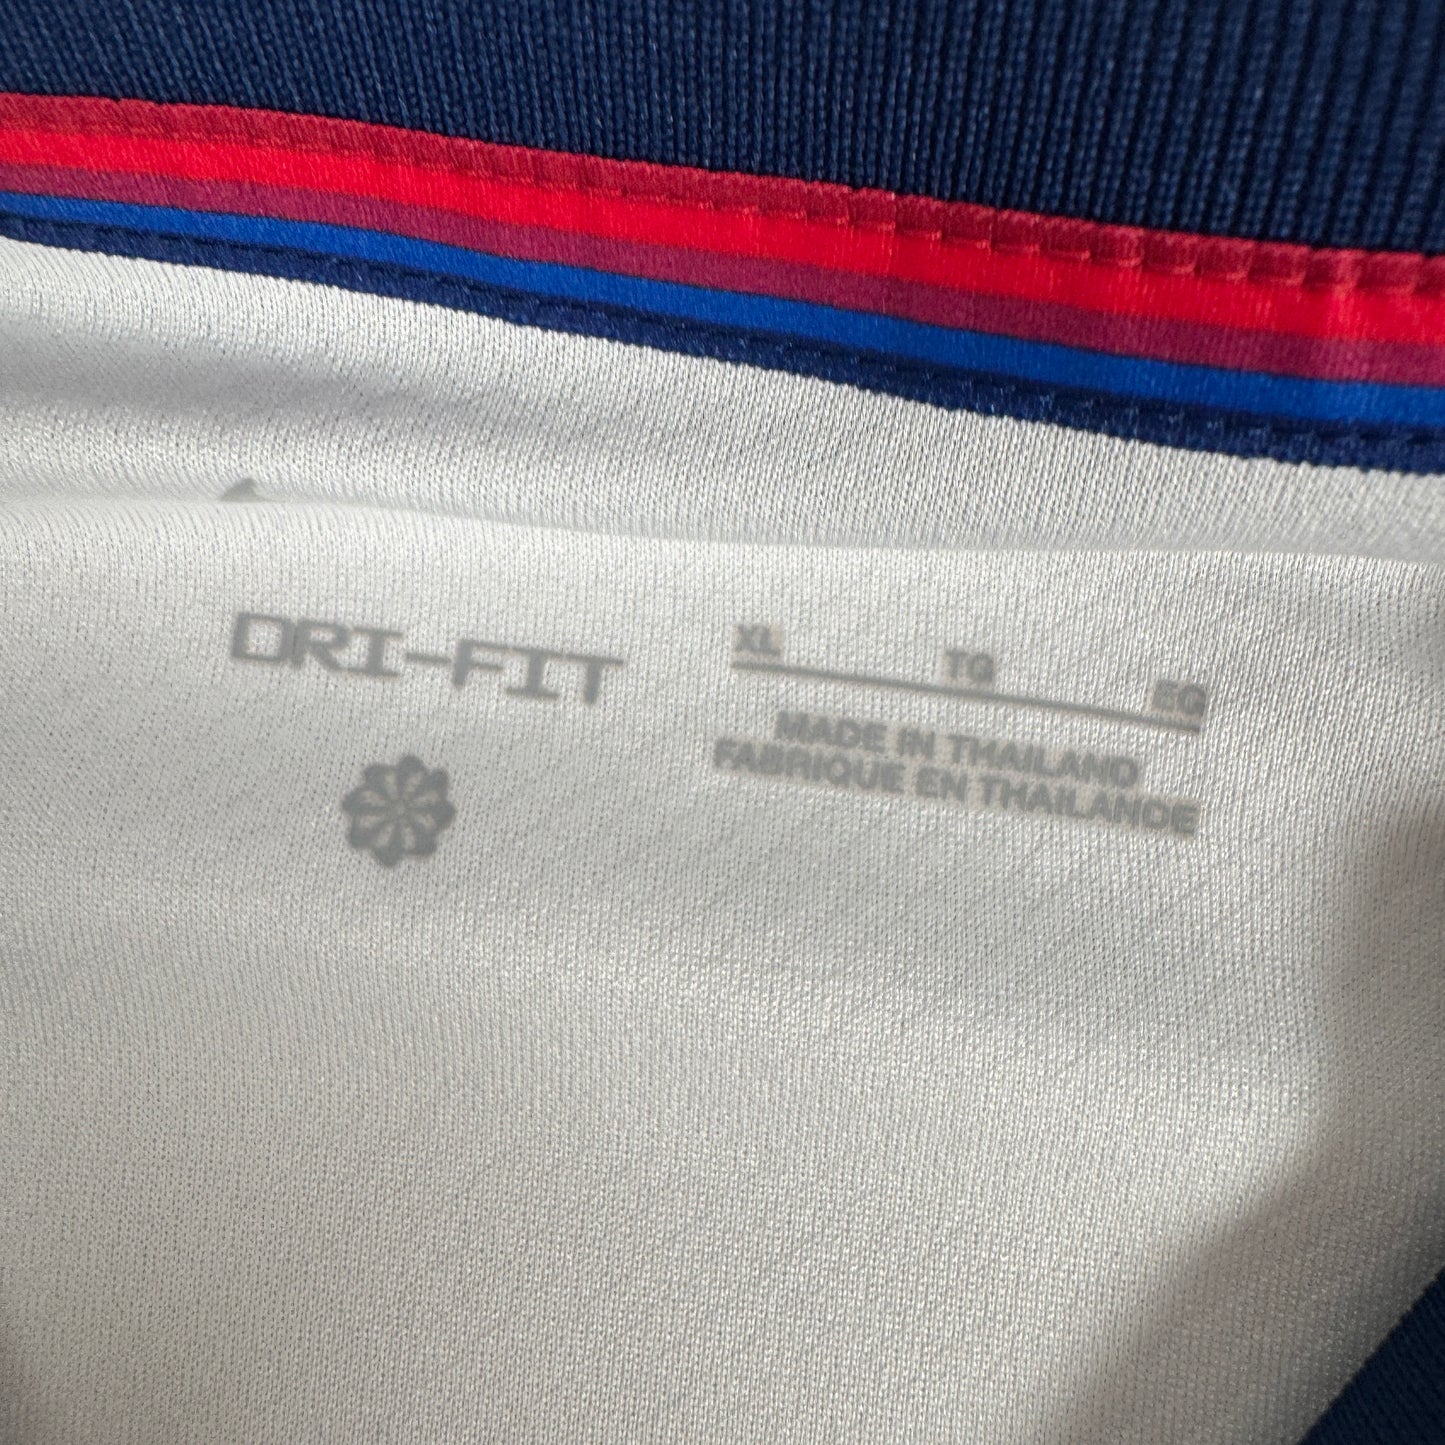 DRI-FIT
XL TG EG
MADE IN THAILAND
FABRIQUE EN THAILANDE